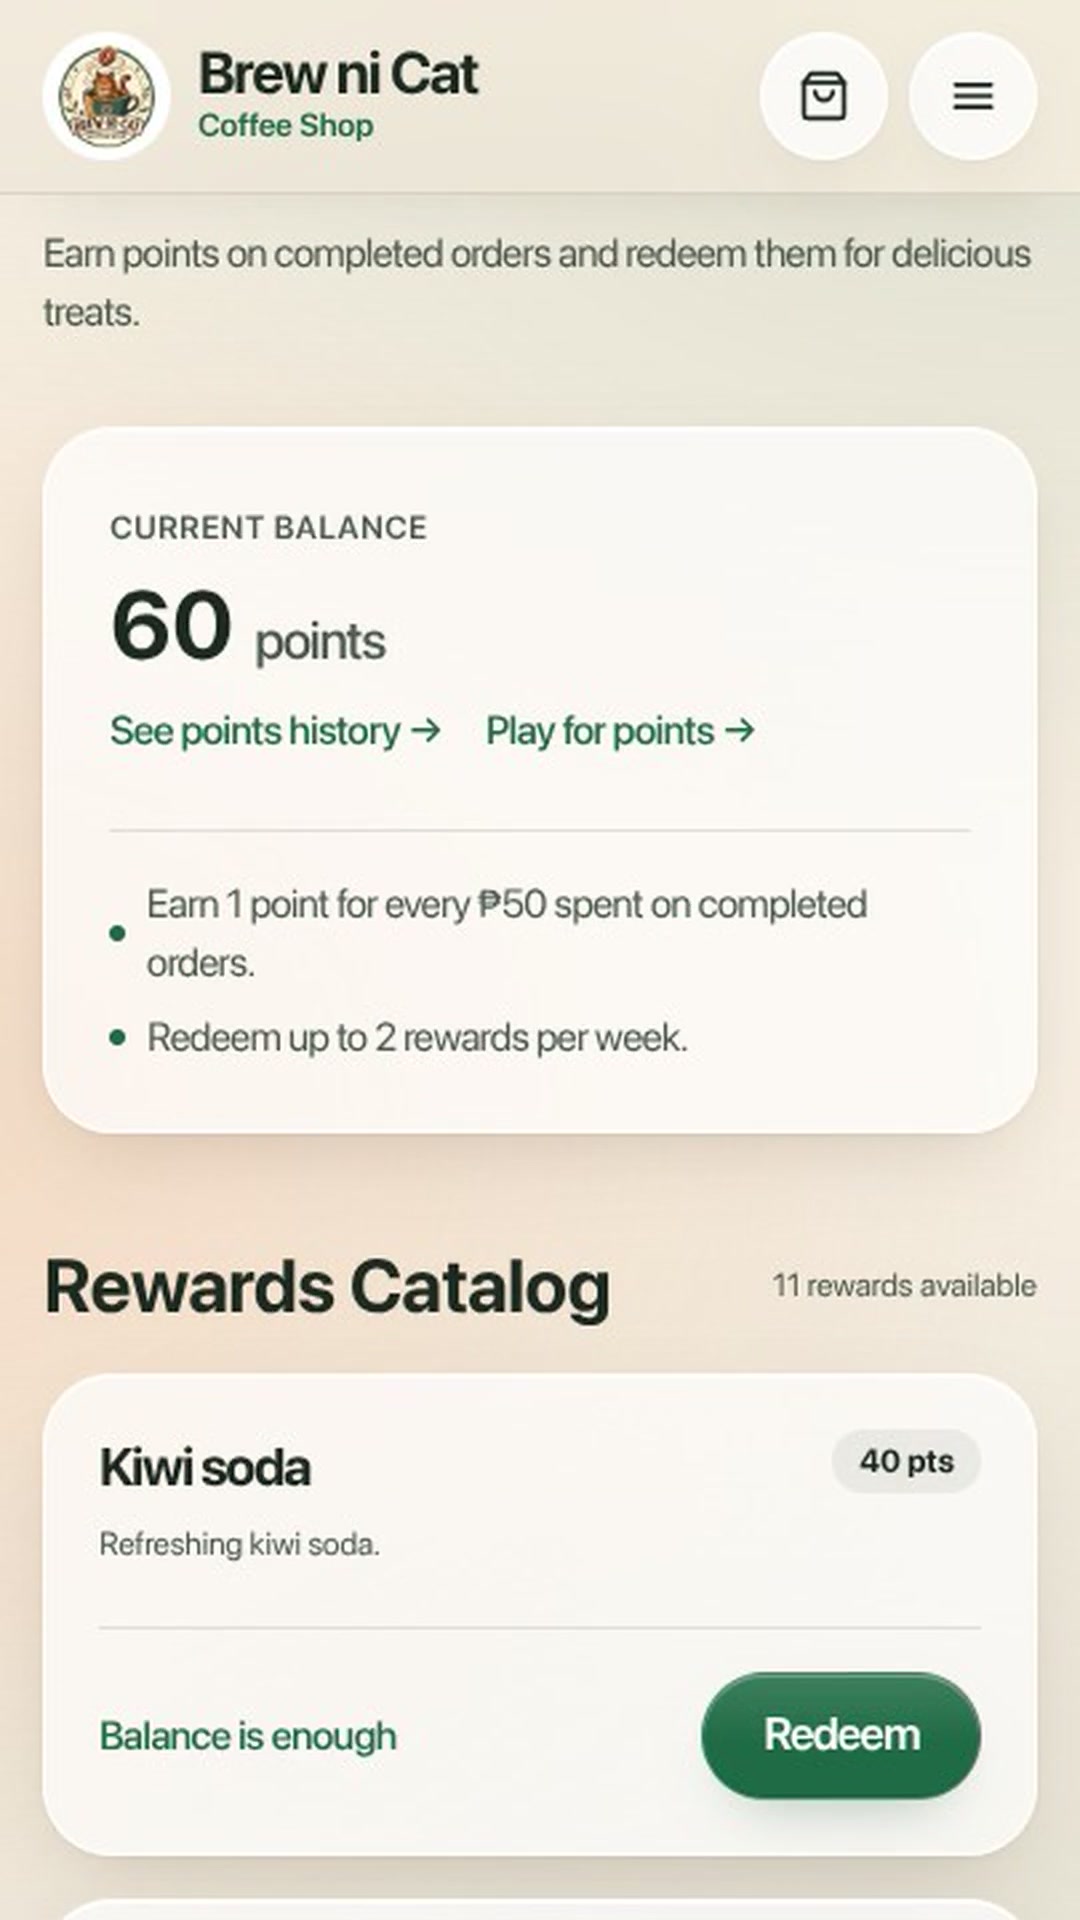 Brew ni Cat
Coffee Shop
Earn points on completed orders and redeem them for delicious
treats.
CURRENT BALANCE
60 points
See points history → Play for points →
Earn 1 point for every ₱50 spent on completed
orders.
Redeem up to 2 rewards per week.
Rewards Catalog
11 rewards available
Kiwi soda
40 pts
Refreshing kiwi soda.
Balance is enough
Redeem